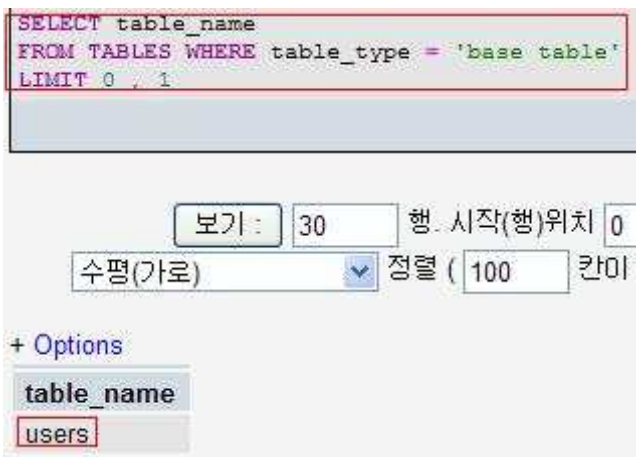 SELECT table_name
FROM TABLES WHERE table_type = 'base table'
LIMIT 0 , 1
보기 : 30 행. 시작(행)위치 0
수평(가로) 정렬 ( 100 칸이
+ Options
table_name
users